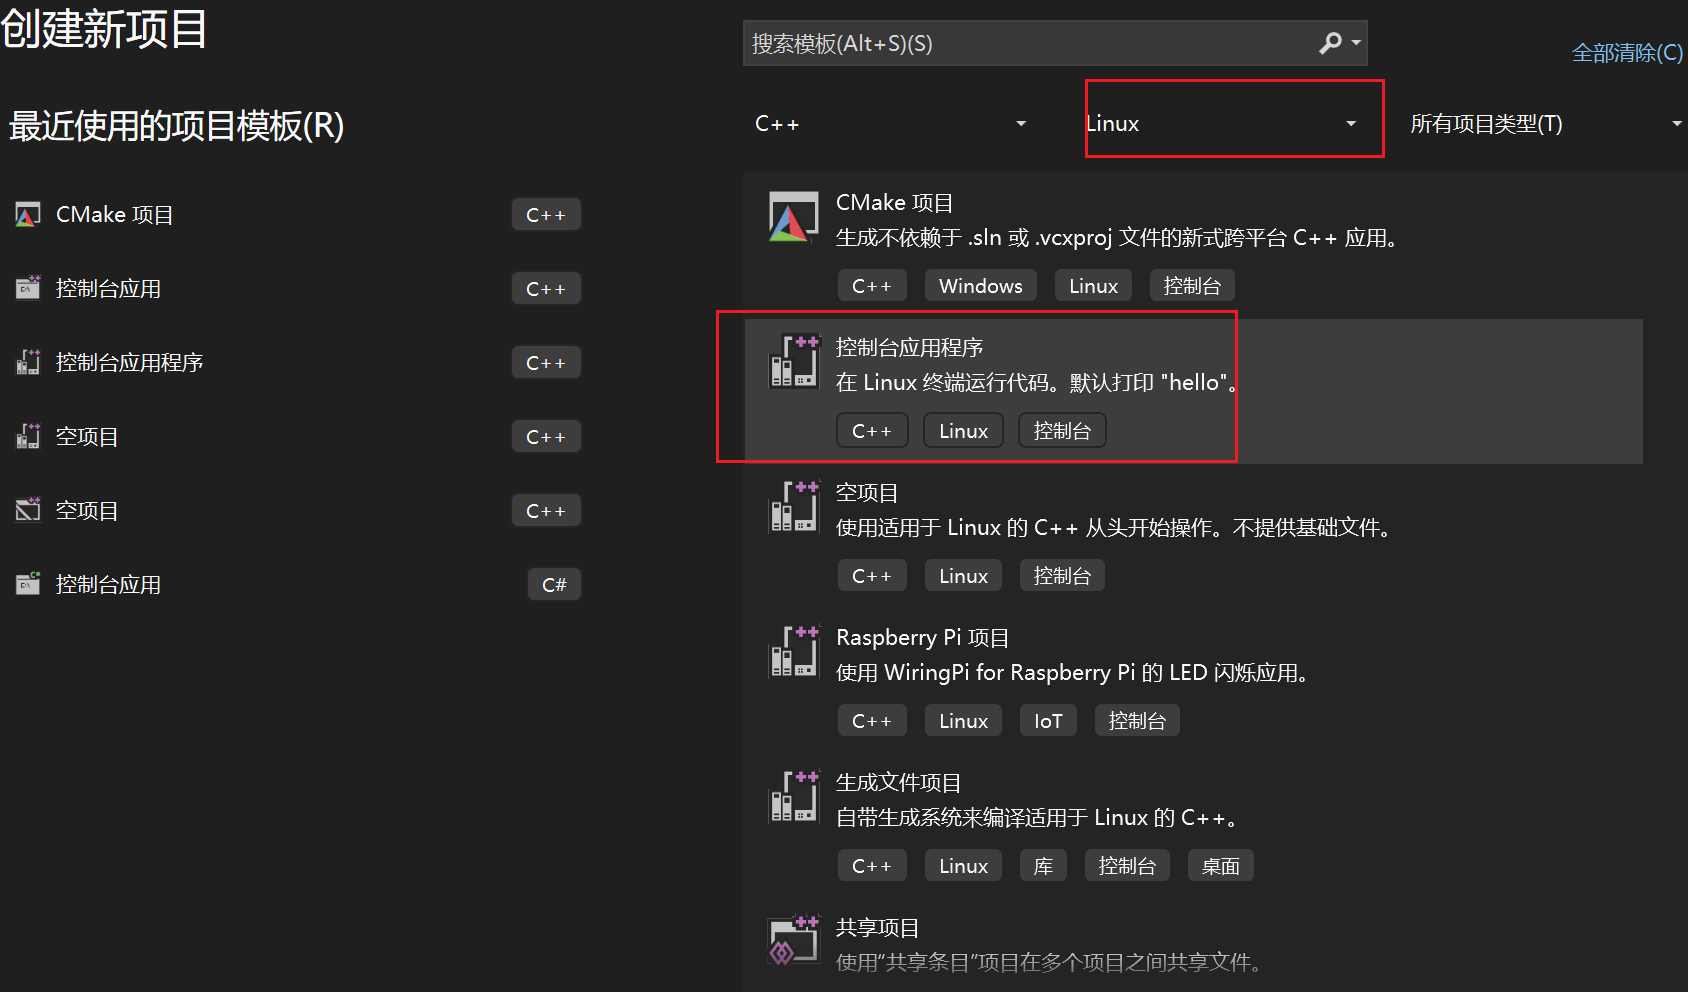 创建新项目
搜索模板(Alt+S)(S)
全部清除(C)
C++
Linux
所有项目类型(T)
最近使用的项目模板(R)
CMake 项目
C++
控制台应用
C++
控制台应用程序
C++
空项目
C++
空项目
C++
控制台应用
C#
CMake 项目
生成不依赖于 .sln 或 .vcxproj 文件的新式跨平台 C++ 应用。
C++ Windows Linux 控制台
控制台应用程序
在 Linux 终端运行代码。默认打印 "hello"。
C++ Linux 控制台
空项目
使用适用于 Linux 的 C++ 从头开始操作。不提供基础文件。
C++ Linux 控制台
Raspberry Pi 项目
使用 WiringPi for Raspberry Pi 的 LED 闪烁应用。
C++ Linux IoT 控制台
生成文件项目
自带生成系统来编译适用于 Linux 的 C++。
C++ Linux 库 控制台 桌面
共享项目
使用“共享条目”项目在多个项目之间共享文件。